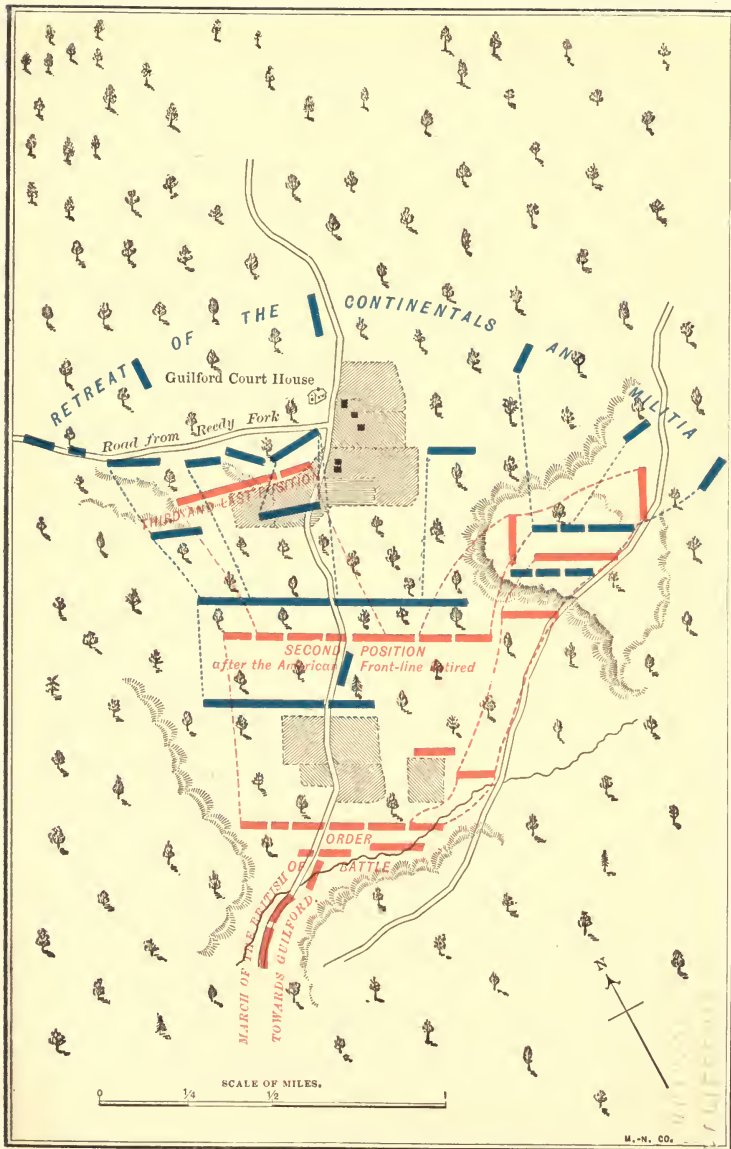 RETREAT OF THE CONTINENTALS AND MILITIA
Guilford Court House
Road from Reedy Fork
THIRD AND LAST POSITION
SECOND POSITION
after the American Front-line retired
ORDER
OF BATTLE
MARCH OF THE BRITISH
TOWARDS GUILFORD.
N
SCALE OF MILES.
0 1/4 1/2 1
M.-N. CO.